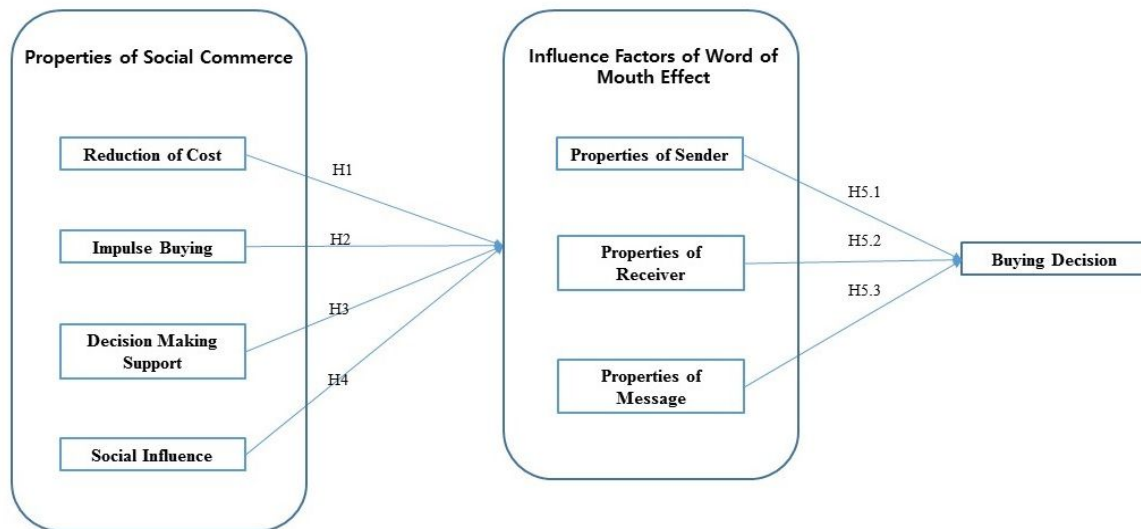 Properties of Social Commerce
Reduction of Cost
Impulse Buying
Decision Making
Support
Social Influence
H1
H2
H3
H4
Influence Factors of Word of
Mouth Effect
Properties of Sender
Properties of
Receiver
Properties of
Message
H5.1
H5.2
H5.3
Buying Decision